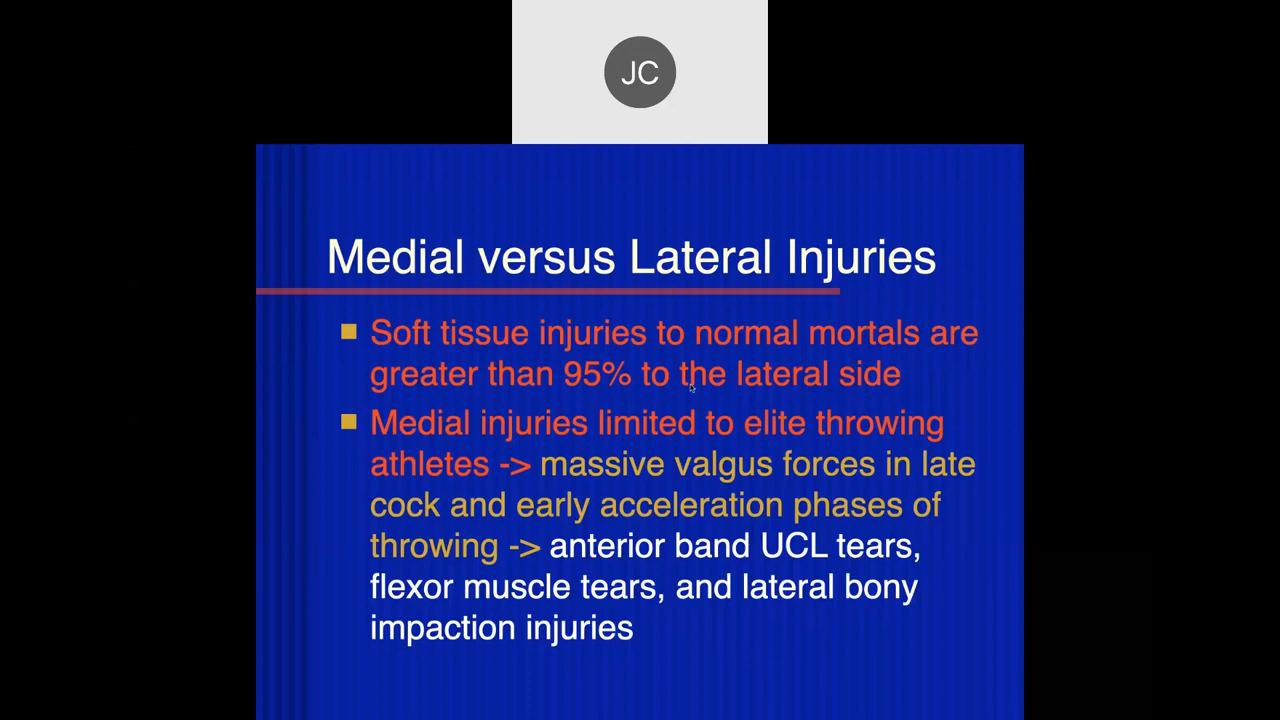 JC
Medial versus Lateral Injuries
Soft tissue injuries to normal mortals are
greater than 95% to the lateral side
Medial injuries limited to elite throwing
athletes -> massive valgus forces in late
cock and early acceleration phases of
throwing -> anterior band UCL tears,
flexor muscle tears, and lateral bony
impaction injuries